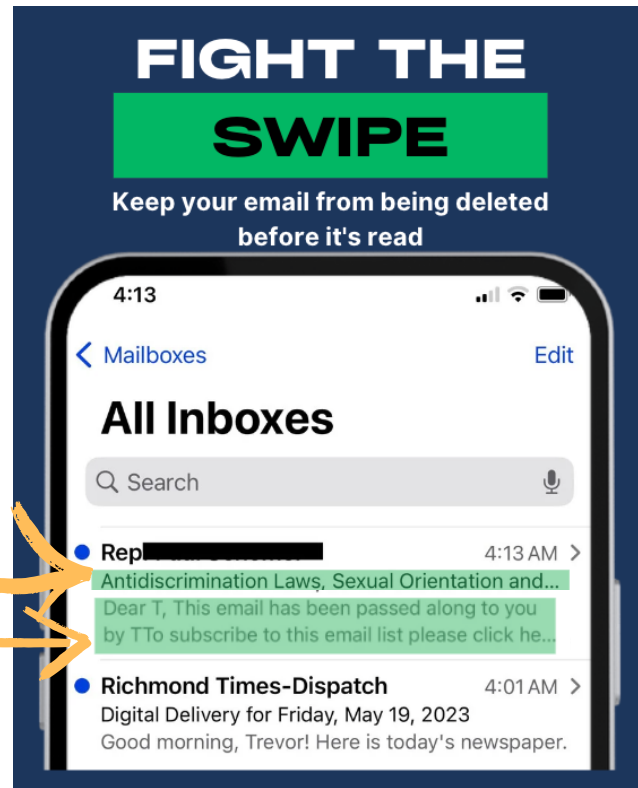 FIGHT THE
SWIPE
Keep your email from being deleted
before it's read
4:13
Mailboxes
Edit
All Inboxes
Search
Rep
4:13 AM
Antidiscrimination Laws, Sexual Orientation and...
Dear T, This email has been passed along to you
by TTo subscribe to this email list please click he...
Richmond Times-Dispatch
4:01 AM
Digital Delivery for Friday, May 19, 2023
Good morning, Trevor! Here is today's newspaper.